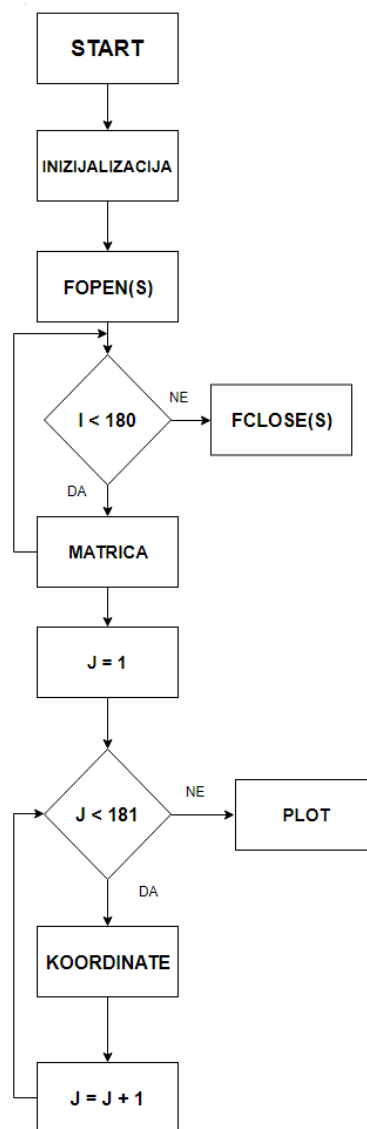 START
INIZIJALIZACIJA
FOPEN(S)
I < 180
NE
FCLOSE(S)
DA
MATRICA
J = 1
J < 181
NE
PLOT
DA
KOORDINATE
J = J + 1